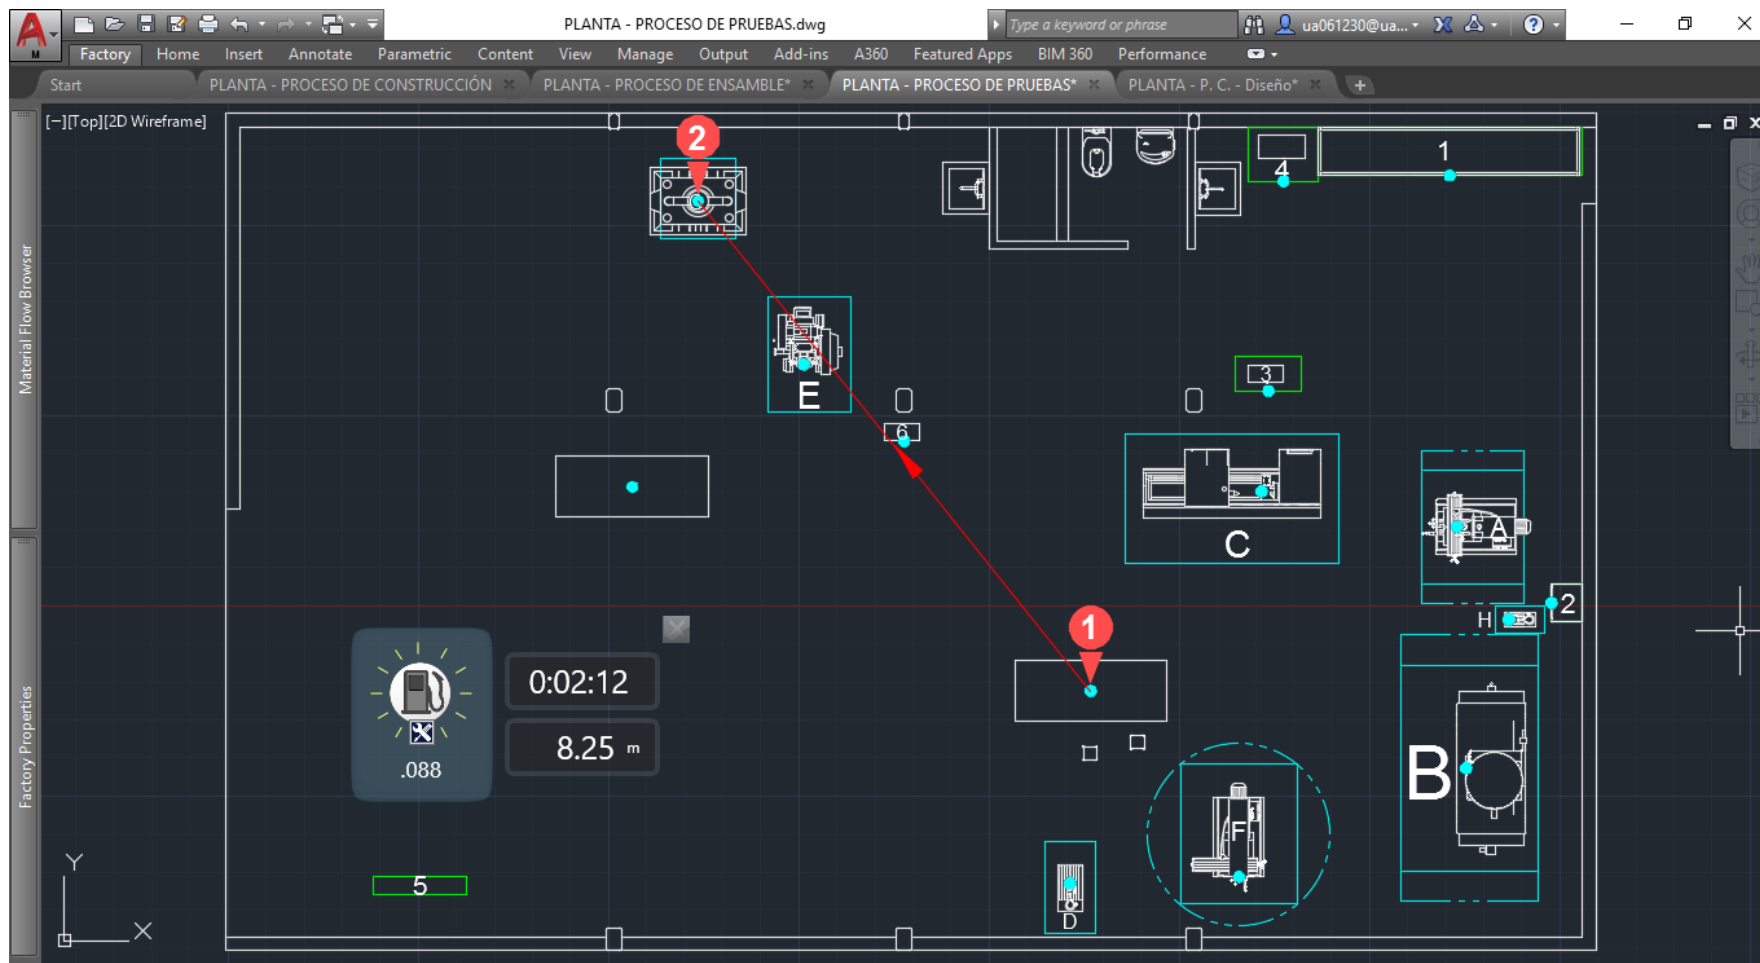 PLANTA - PROCESO DE PRUEBAS.dwg
Type a keyword or phrase
ua061230@ua...
?
A
M
Factory Home Insert Annotate Parametric Content View Manage Output Add-ins A360 Featured Apps BIM 360 Performance
Start
PLANTA - PROCESO DE CONSTRUCCIÓN
PLANTA - PROCESO DE ENSAMBLE*
PLANTA - PROCESO DE PRUEBAS*
PLANTA - P. C. - Diseño*
[−][Top][2D Wireframe]
Material Flow Browser
Factory Properties
2
4
1
E
3
6
C
A
H
2
1
0:02:12
8.25 m
.088
B
F
D
5
Y
X